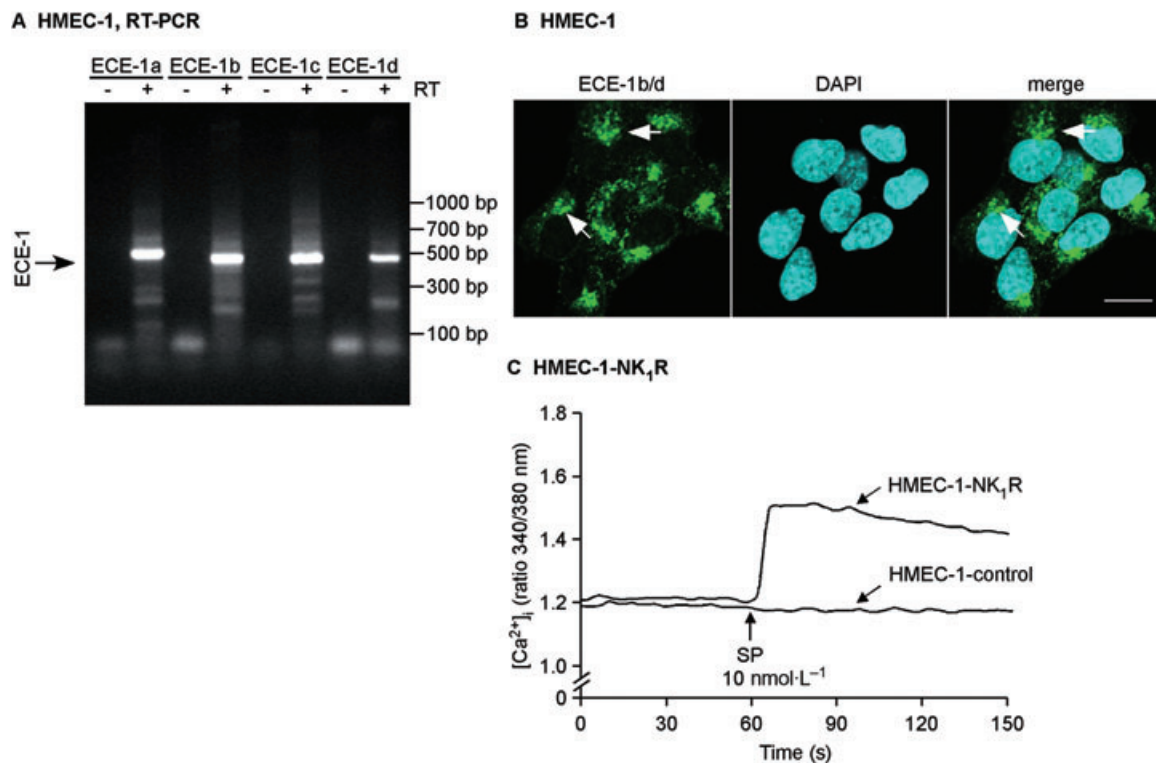 A HMEC-1, RT-PCR
ECE-1a ECE-1b ECE-1c ECE-1d
- + - + - + - + RT
ECE-1
1000 bp
700 bp
500 bp
300 bp
100 bp
B HMEC-1
ECE-1b/d DAPI merge
C HMEC-1-NK₁R
[Ca²⁺]ᵢ (ratio 340/380 nm)
1.8
1.6
1.4
1.2
1.0
0
HMEC-1-NK₁R
HMEC-1-control
SP
10 nmol·L⁻¹
0 30 60 90 120 150
Time (s)